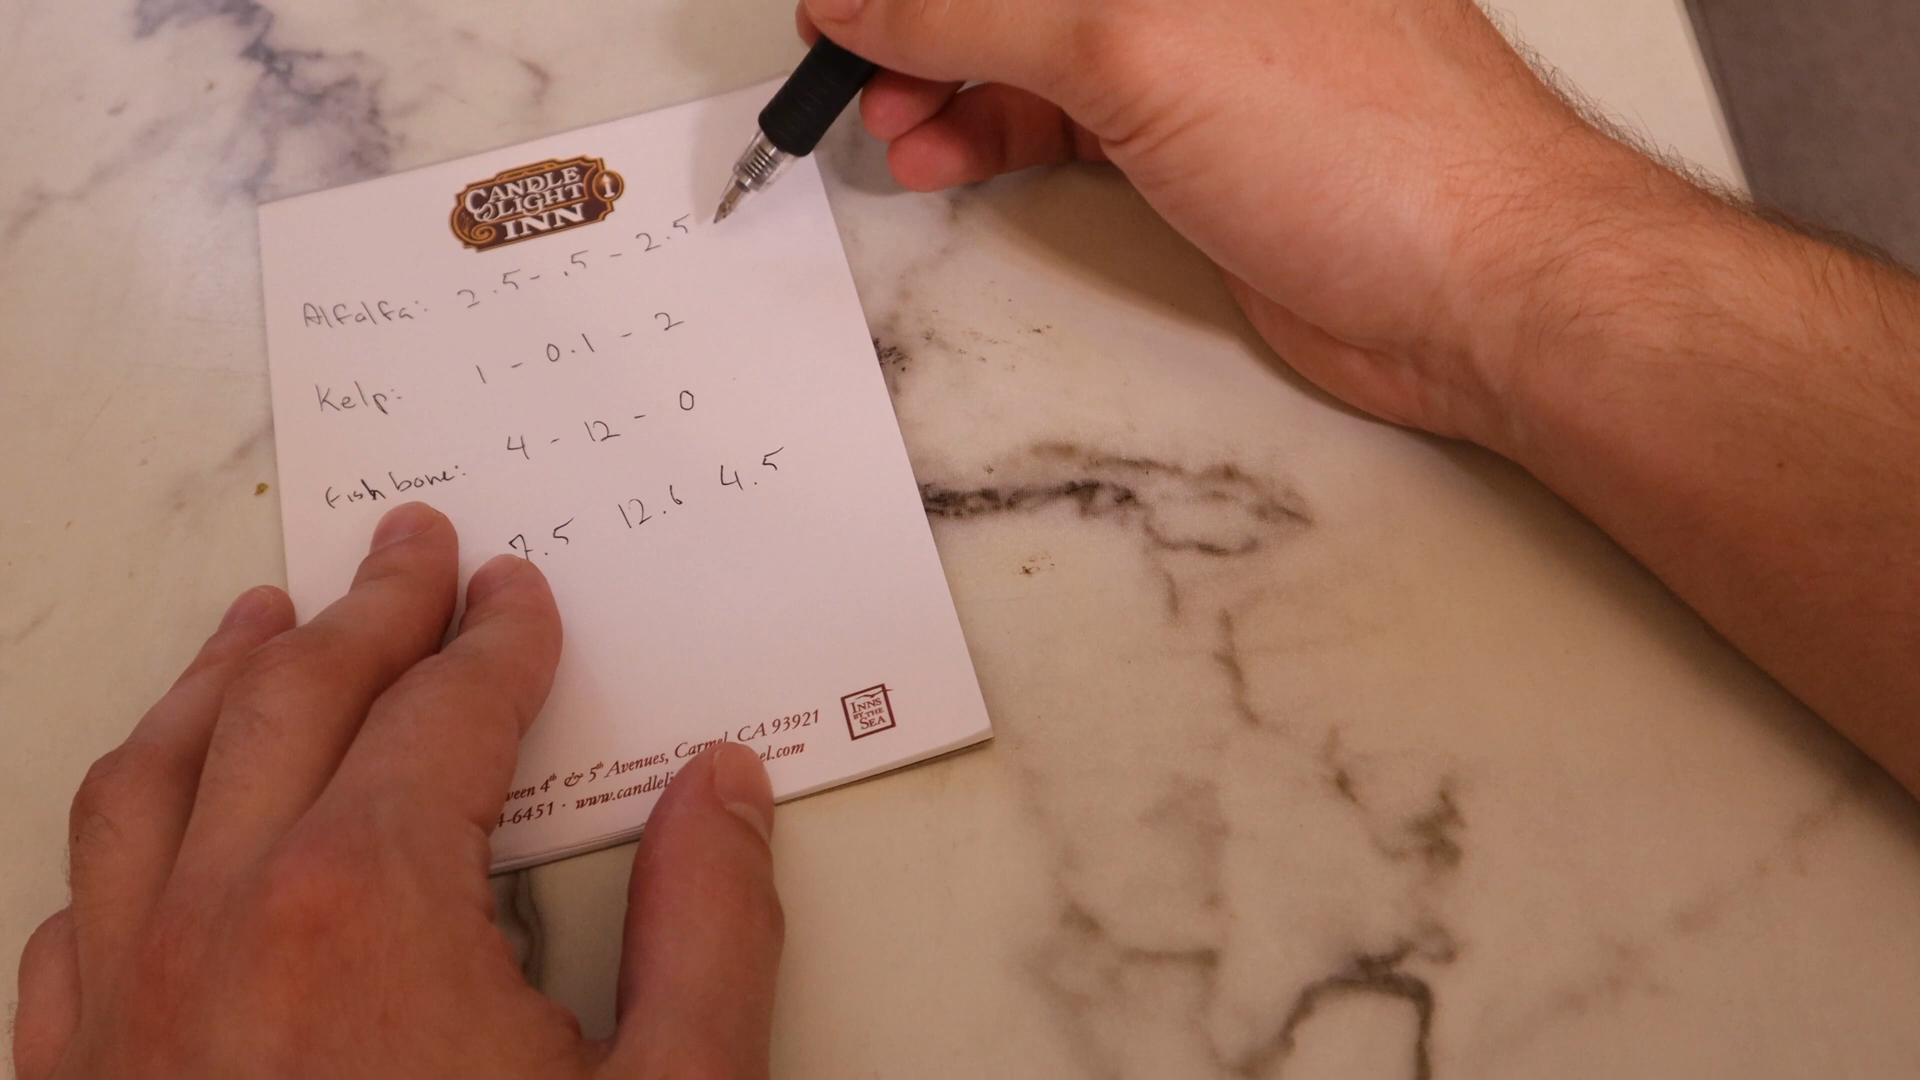 CANDLE
LIGHT
INN
Alfalfa: 2.5 - .5 - 2.5
Kelp: 1 - 0.1 - 2
Fish bone: 4 - 12 - 0
7.5 12.6 4.5
INNS
BY THE
SEA
4th & 5th Avenues, Carmel, CA 93921
-6451 · www.candleli el.com